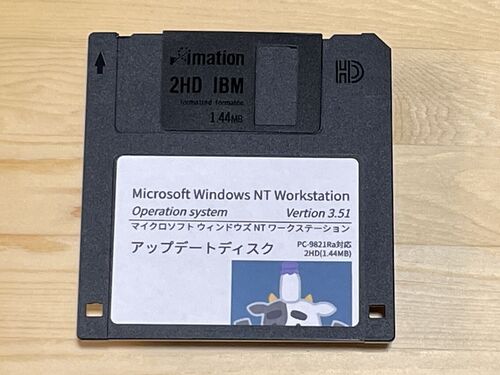 imation
2HD IBM
formatted formatée
1.44MB
HD
Microsoft Windows NT Workstation
Operation system Vertion 3.51
マイクロソフト ウィンドウズ NT ワークステーション
アップデートディスク
PC-9821Ra対応
2HD(1.44MB)